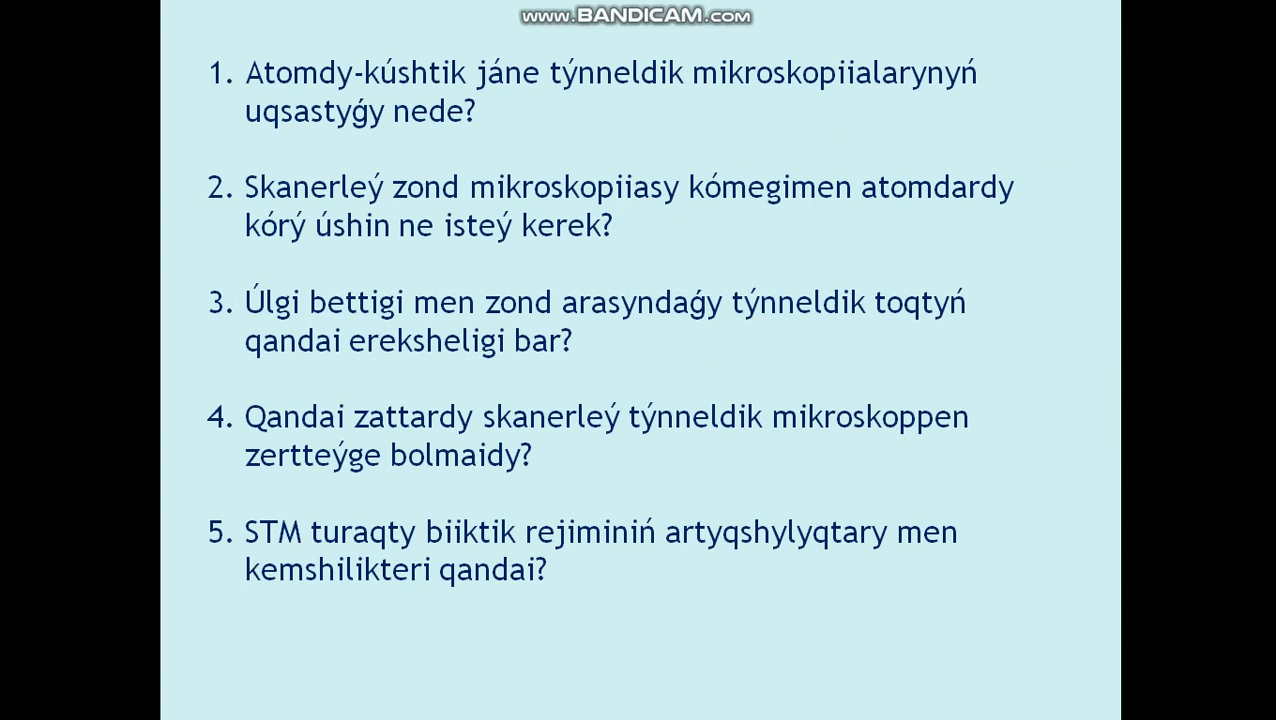 www.BANDICAM.com
1. Atomdy-kúshtik jáne týnneldik mikroskopiialarynyń
uqsastyǵy nede?
2. Skanerleý zond mikroskopiiasy kómegimen atomdardy
kórý úshin ne isteý kerek?
3. Úlgi bettigi men zond arasyndaǵy týnneldik toqtyń
qandai ereksheligi bar?
4. Qandai zattardy skanerleý týnneldik mikroskoppen
zertteýge bolmaidy?
5. STM turaqty biiktik rejiminiń artyqshylyqtary men
kemshilikteri qandai?